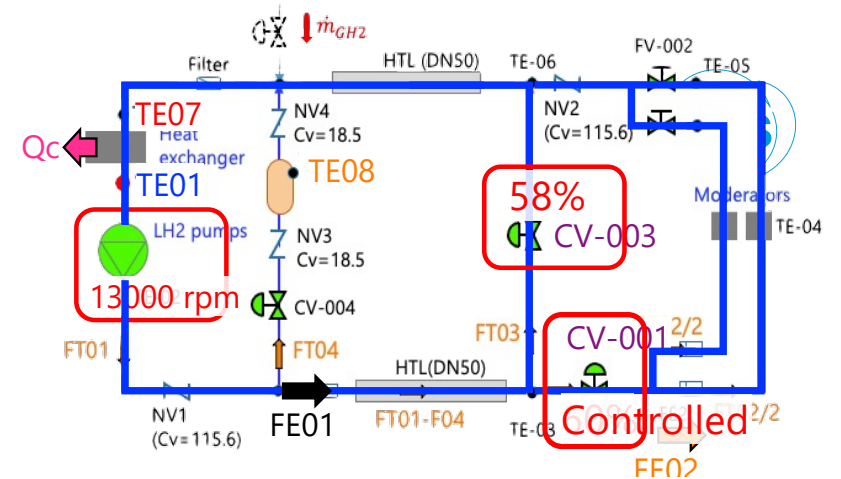 ṁGH2
FV-002
Filter
HTL (DN50)
TE-06
TE-05
TE07
NV4
Cv=18.5
NV2
(Cv=115.6)
Qc
Heat
exchanger
TE08
TE01
58%
Moderators
LH2 pumps
NV3
Cv=18.5
CV-003
TE-04
13000 rpm
CV-004
FT01
FT04
FT03
CV-001
2/2
HTL(DN50)
NV1
(Cv=115.6)
FE01
FT01-F04
TE-03
Controlled
2/2
FF02